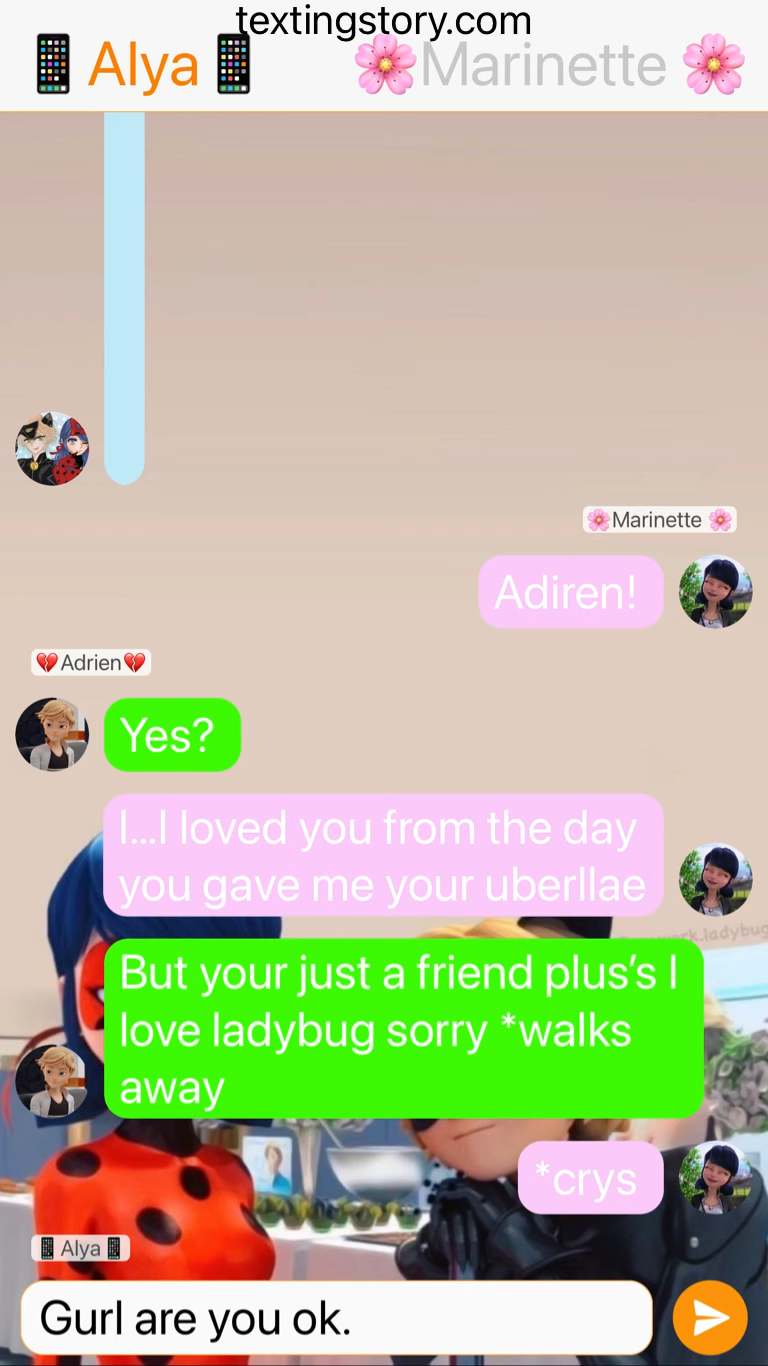 textingstory.com
📱Alya📱 🌸Marinette 🌸
🌸Marinette 🌸
Adiren!
💔Adrien💔
Yes?
I...I loved you from the day
you gave me your uberllae
But your just a friend plus's I
love ladybug sorry *walks
away
*crys
📱Alya📱
Gurl are you ok.